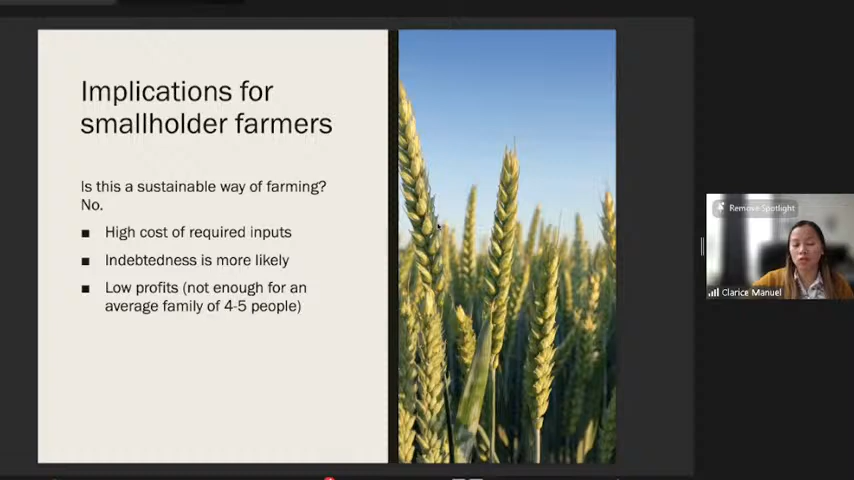 Implications for
smallholder farmers
Is this a sustainable way of farming?
No.
■ High cost of required inputs
■ Indebtedness is more likely
■ Low profits (not enough for an
average family of 4-5 people)
Remove Spotlight
Clarice Manuel